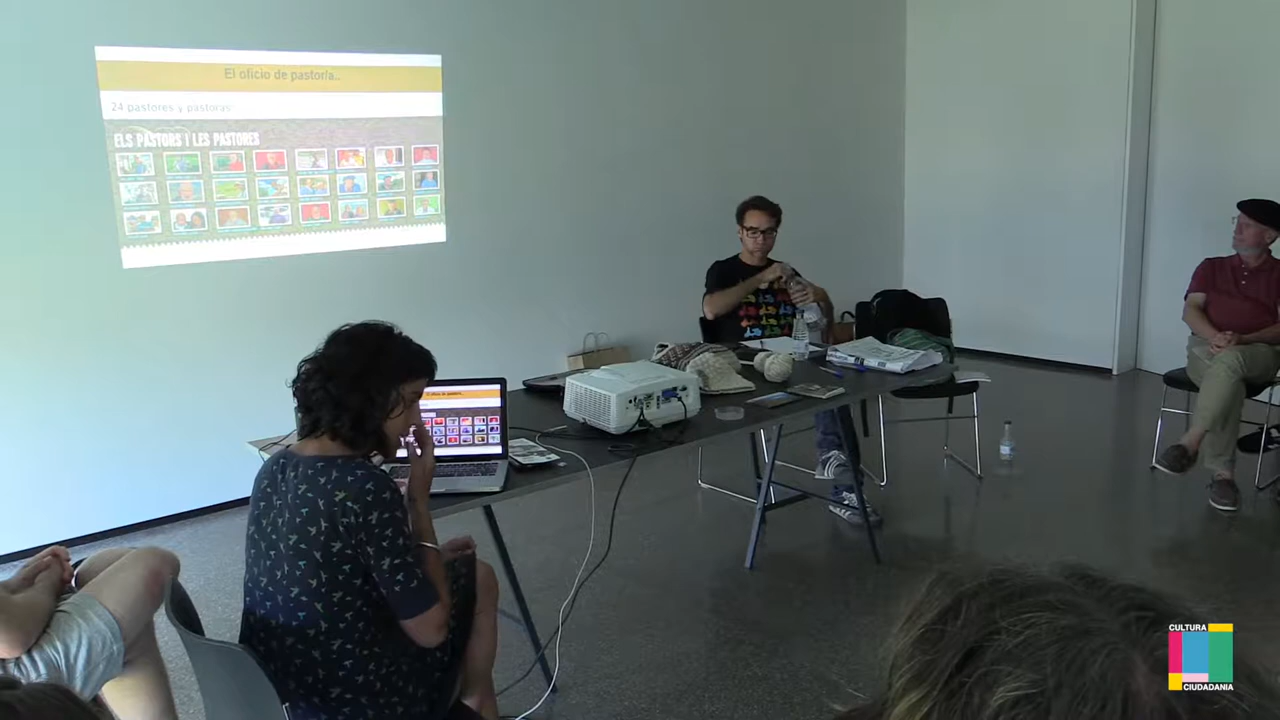 El oficio de pastor/a..
24 pastores y pastoras
ELS PASTORS I LES PASTORES
CULTURA
CIUDADANIA